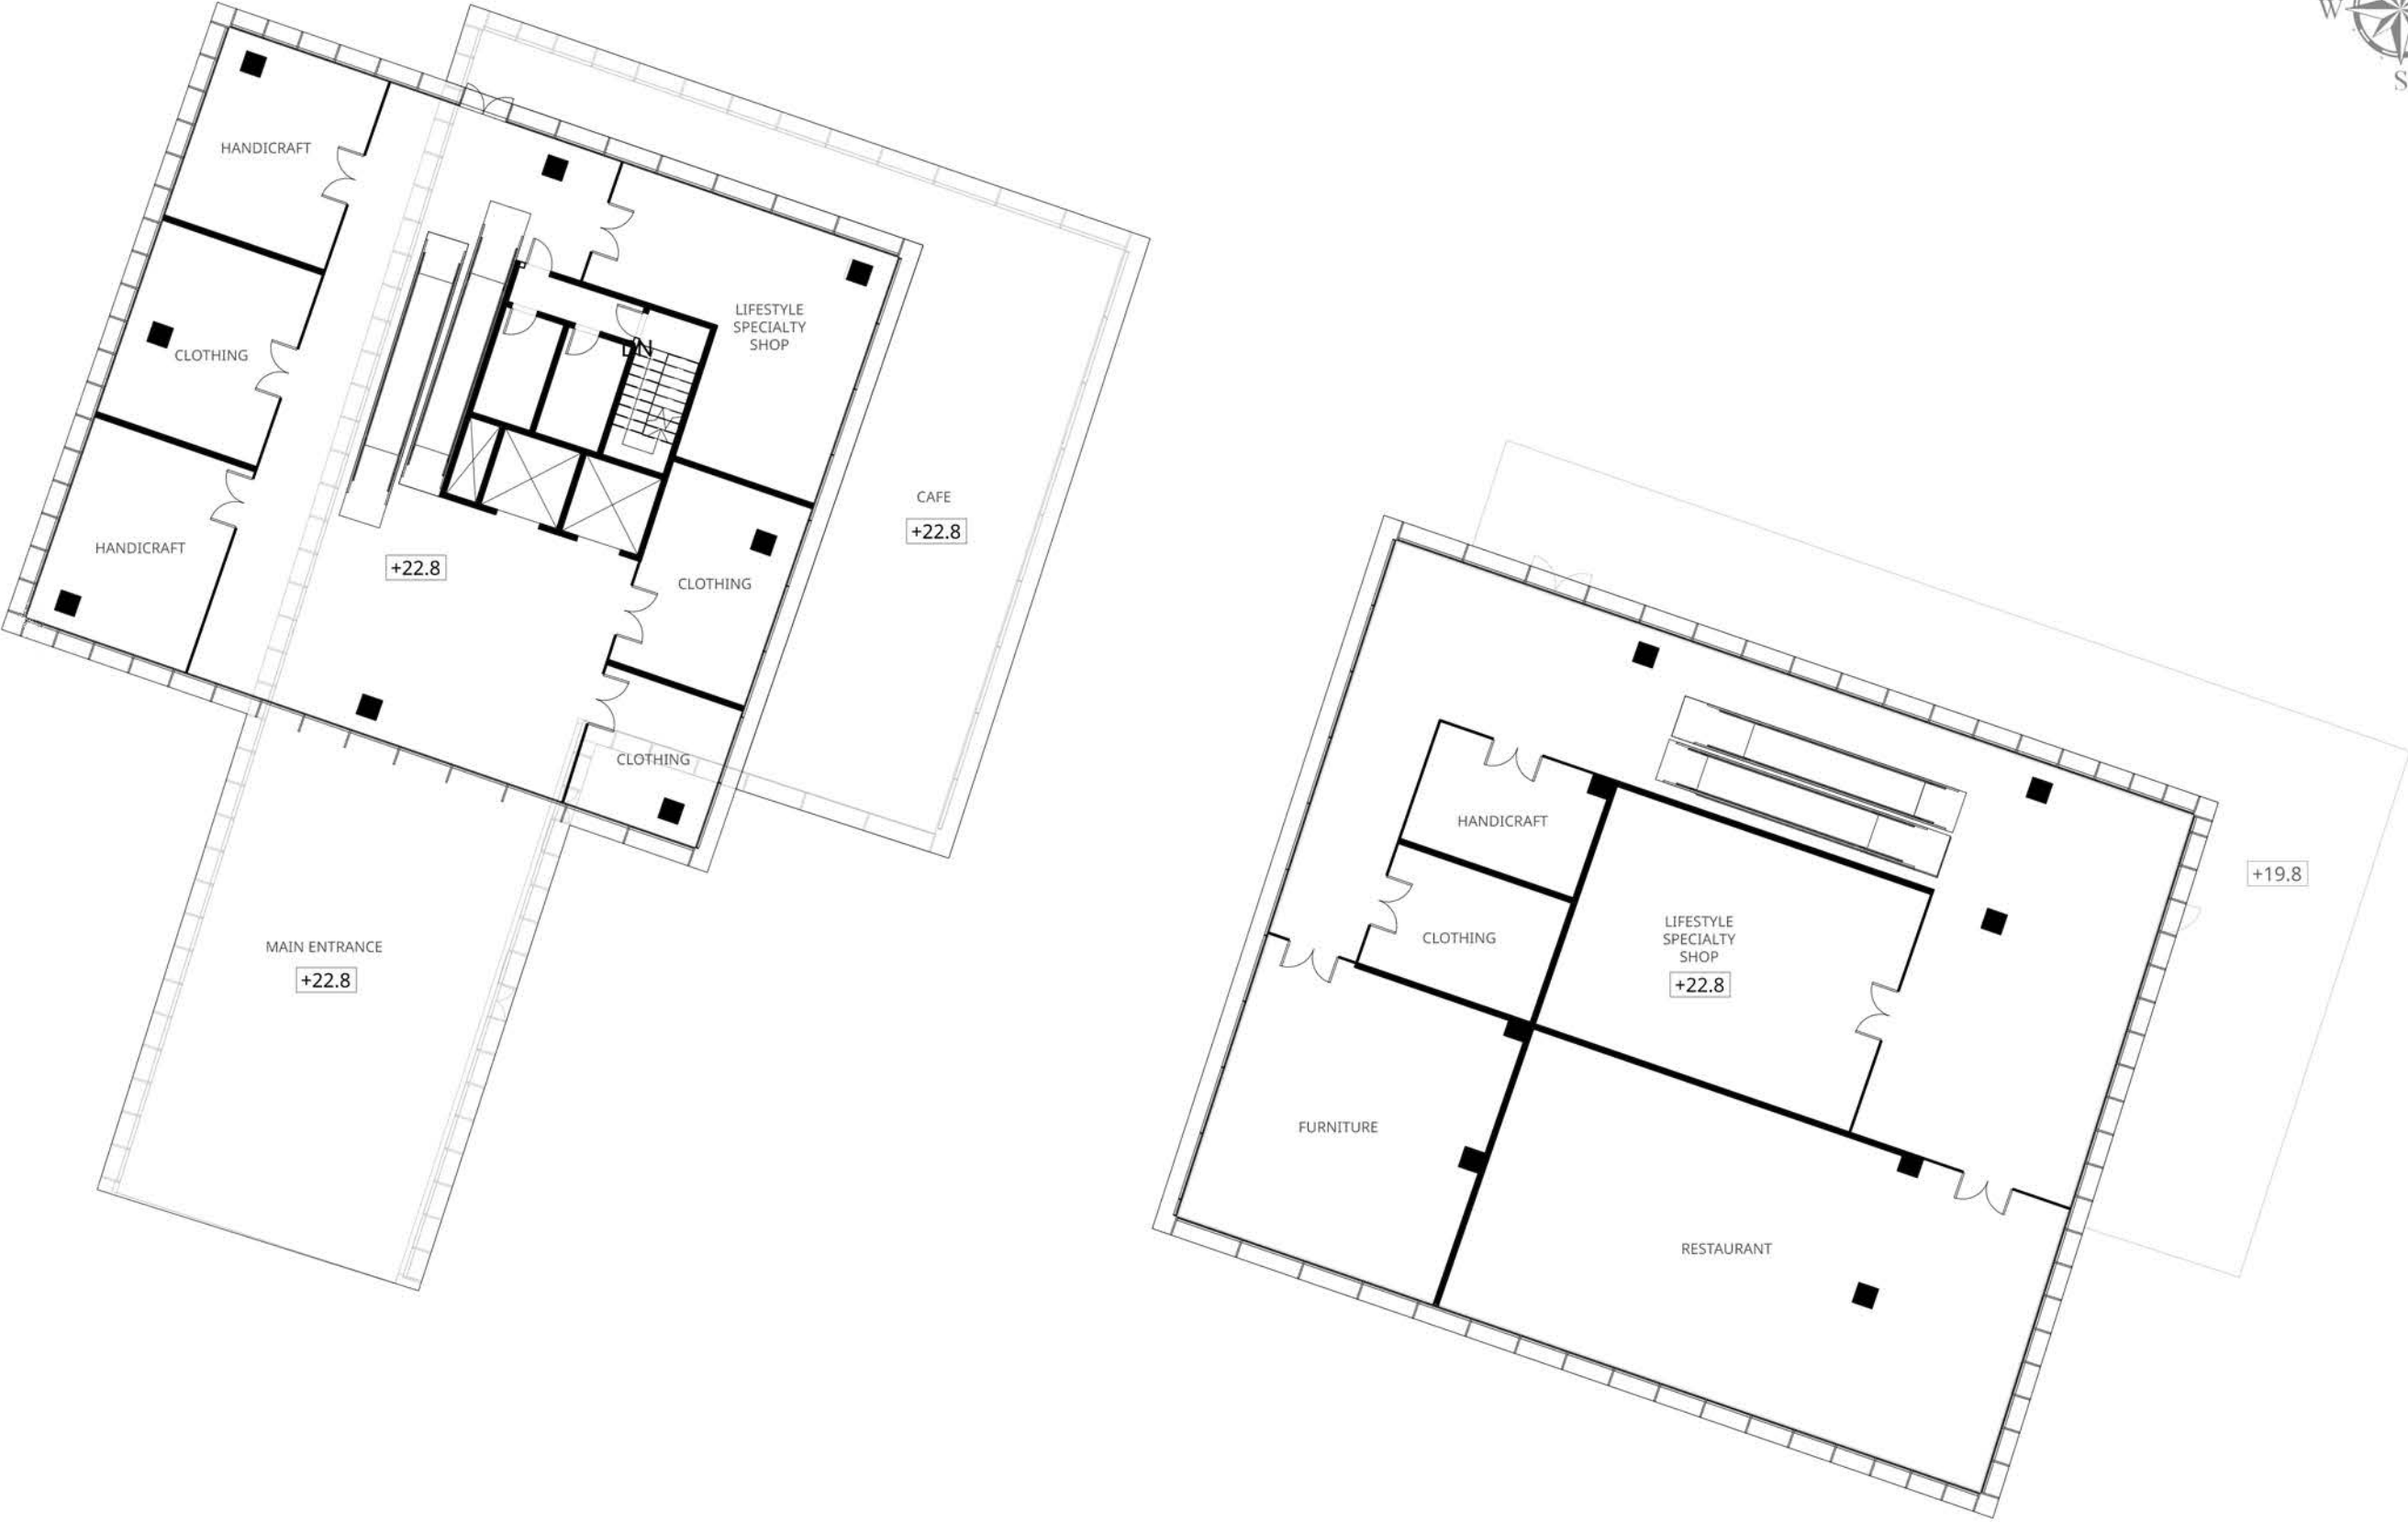 W
S
HANDICRAFT
CLOTHING
HANDICRAFT
+22.8
DN
LIFESTYLE
SPECIALTY
SHOP
CLOTHING
CLOTHING
CAFE
+22.8
MAIN ENTRANCE
+22.8
HANDICRAFT
CLOTHING
LIFESTYLE
SPECIALTY
SHOP
+22.8
FURNITURE
RESTAURANT
+19.8